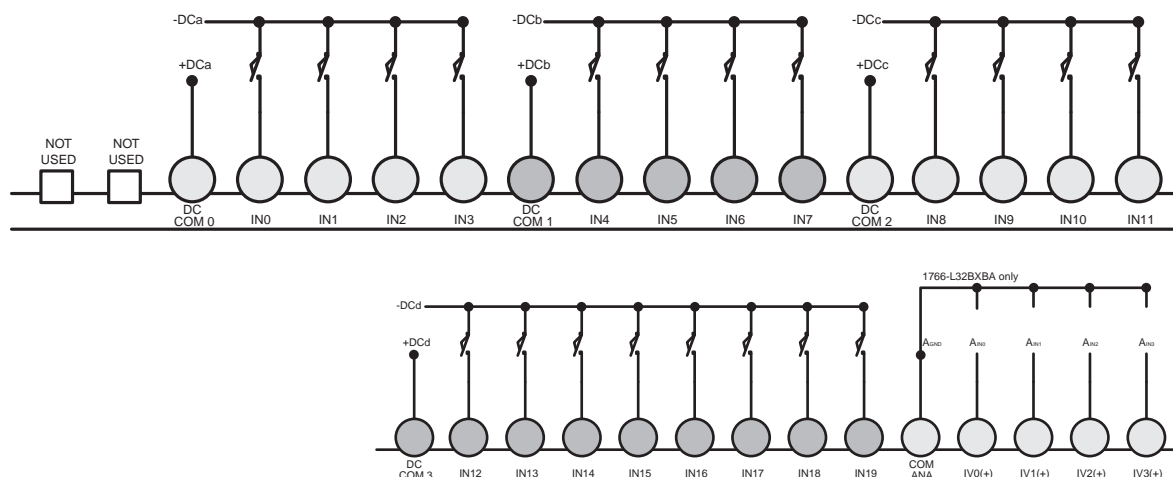 -DCa -DCb -DCc
+DCa +DCb +DCc
NOT NOT
USED USED
DC DC DC
COM 0 IN0 IN1 IN2 IN3 COM 1 IN4 IN5 IN6 IN7 COM 2 IN8 IN9 IN10 IN11
1766-L32BXBA only
-DCd
+DCd AGND AIN0 AIN1 AIN2 AIN3
DC COM
COM 3 IN12 IN13 IN14 IN15 IN16 IN17 IN18 IN19 ANA IV0(+) IV1(+) IV2(+) IV3(+)